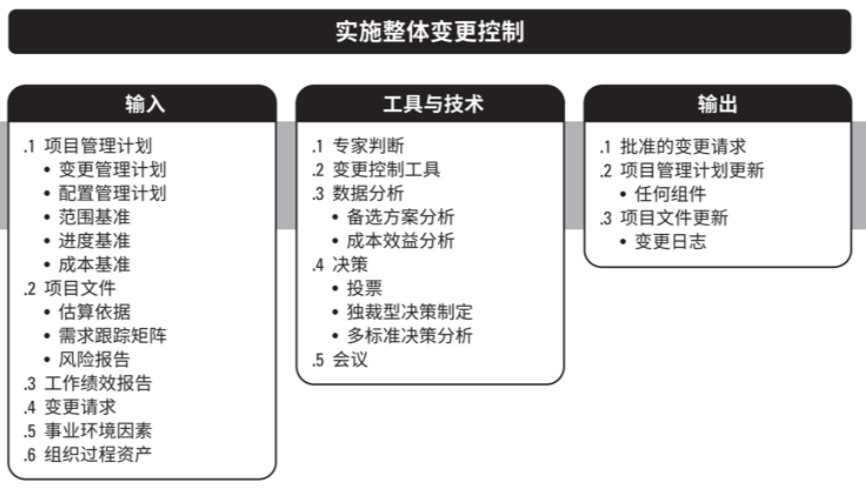 实施整体变更控制
输入
.1 项目管理计划
• 变更管理计划
• 配置管理计划
• 范围基准
• 进度基准
• 成本基准
.2 项目文件
• 估算依据
• 需求跟踪矩阵
• 风险报告
.3 工作绩效报告
.4 变更请求
.5 事业环境因素
.6 组织过程资产
工具与技术
.1 专家判断
.2 变更控制工具
.3 数据分析
• 备选方案分析
• 成本效益分析
.4 决策
• 投票
• 独裁型决策制定
• 多标准决策分析
.5 会议
输出
.1 批准的变更请求
.2 项目管理计划更新
• 任何组件
.3 项目文件更新
• 变更日志